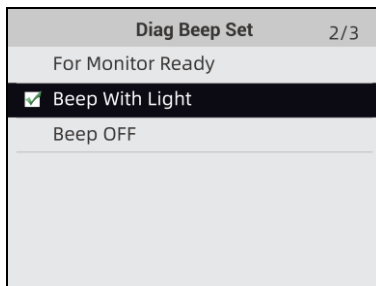 Diag Beep Set 2/3
For Monitor Ready
Beep With Light
Beep OFF